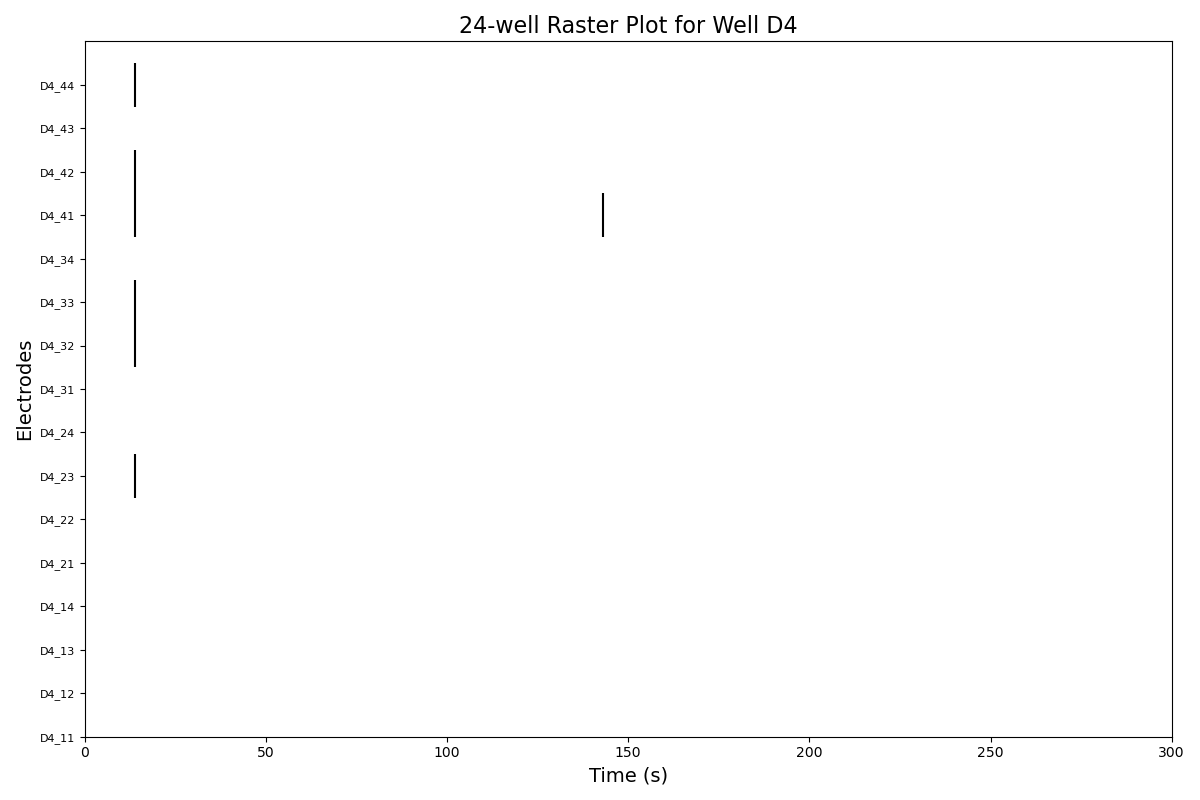 24-well Raster Plot for Well D4
D4_44
D4_43
D4_42
D4_41
D4_34
D4_33
D4_32
D4_31
D4_24
D4_23
D4_22
D4_21
D4_14
D4_13
D4_12
D4_11
Electrodes
0 50 100 150 200 250 300
Time (s)